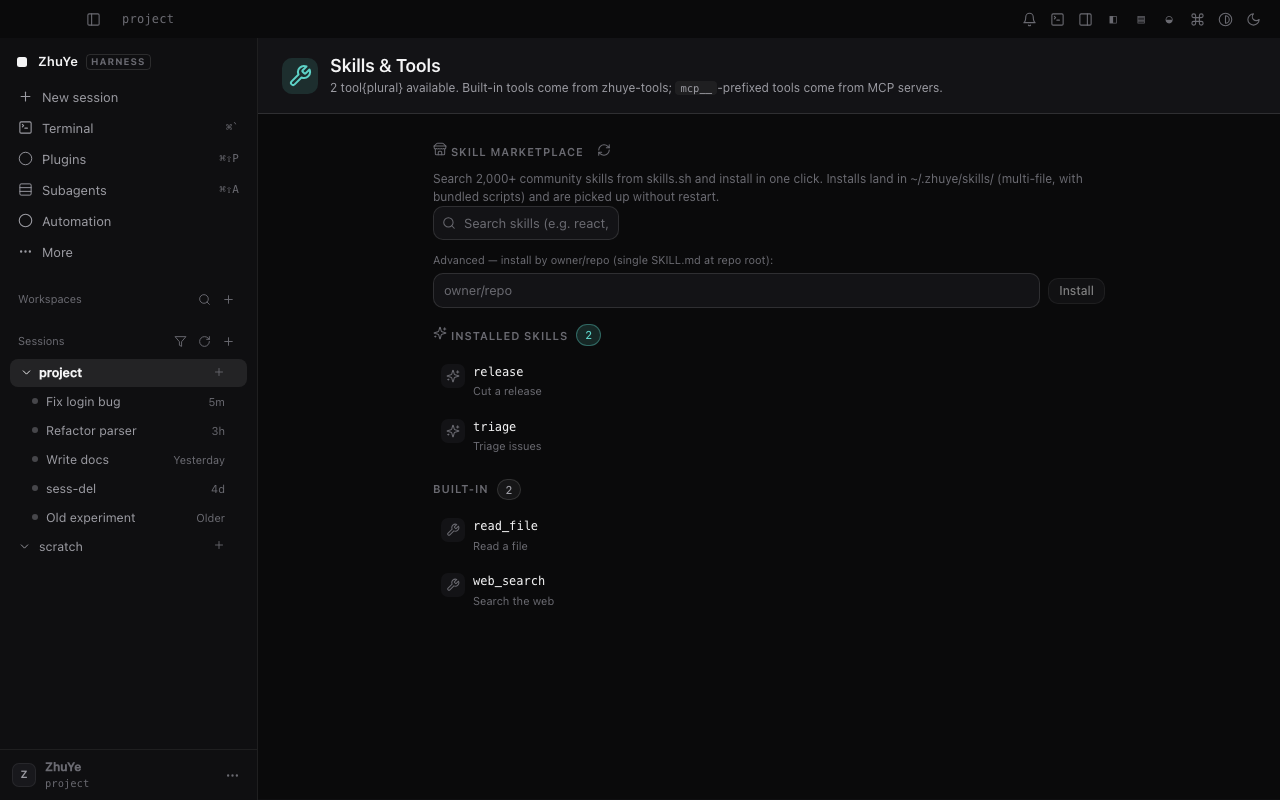 project
ZhuYe HARNESS
New session
Terminal ⌘`
Plugins ⌘⇧P
Subagents ⌘⇧A
Automation
More
Workspaces
Sessions
project
Fix login bug 5m
Refactor parser 3h
Write docs Yesterday
sess-del 4d
Old experiment Older
scratch
Z
ZhuYe
project
Skills & Tools
2 tool{plural} available. Built-in tools come from zhuye-tools; mcp__-prefixed tools come from MCP servers.
SKILL MARKETPLACE
Search 2,000+ community skills from skills.sh and install in one click. Installs land in ~/.zhuye/skills/ (multi-file, with
bundled scripts) and are picked up without restart.
Search skills (e.g. react,
Advanced — install by owner/repo (single SKILL.md at repo root):
owner/repo Install
INSTALLED SKILLS 2
release
Cut a release
triage
Triage issues
BUILT-IN 2
read_file
Read a file
web_search
Search the web